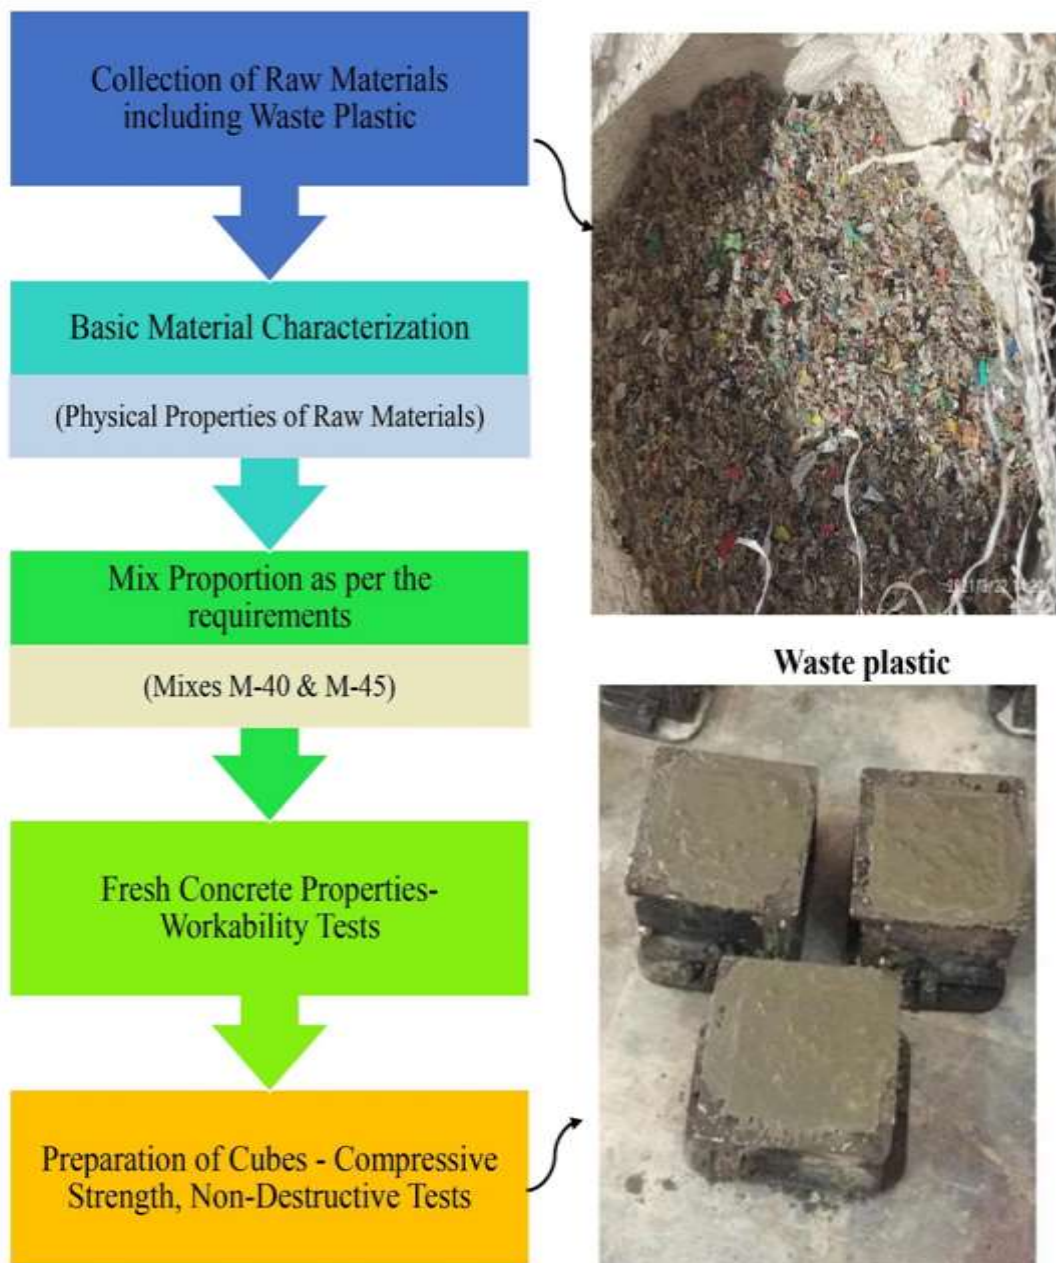 Collection of Raw Materials
including Waste Plastic
Basic Material Characterization
(Physical Properties of Raw Materials)
Mix Proportion as per the
requirements
(Mixes M-40 & M-45)
Fresh Concrete Properties-
Workability Tests
Preparation of Cubes - Compressive
Strength, Non-Destructive Tests
Waste plastic